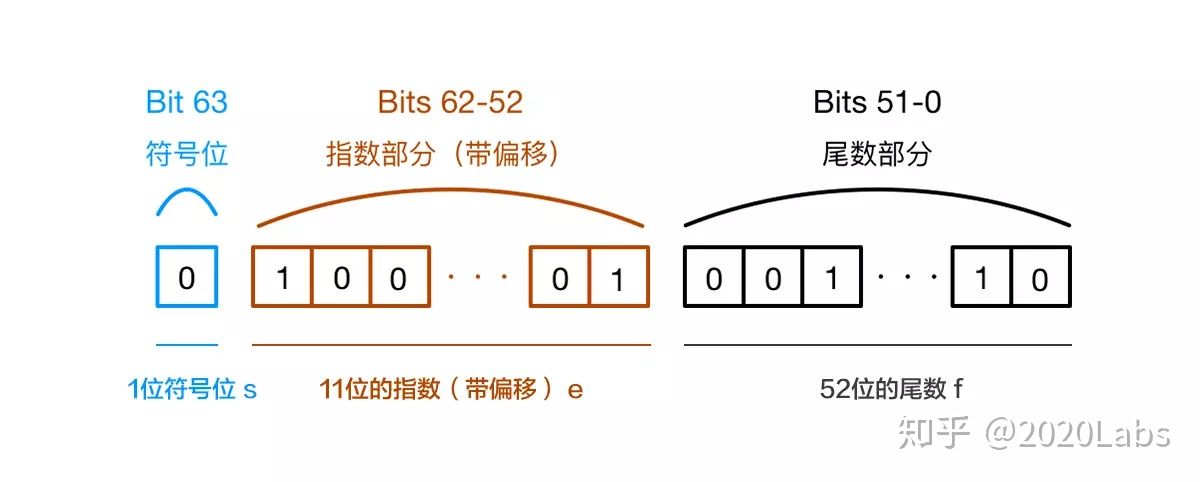 Bit 63 Bits 62-52 Bits 51-0
符号位 指数部分（带偏移） 尾数部分
0 1 0 0 · · · 0 1 0 0 1 · · · 1 0
1位符号位 s 11位的指数（带偏移）e 52位的尾数 f
知乎 @2020Labs